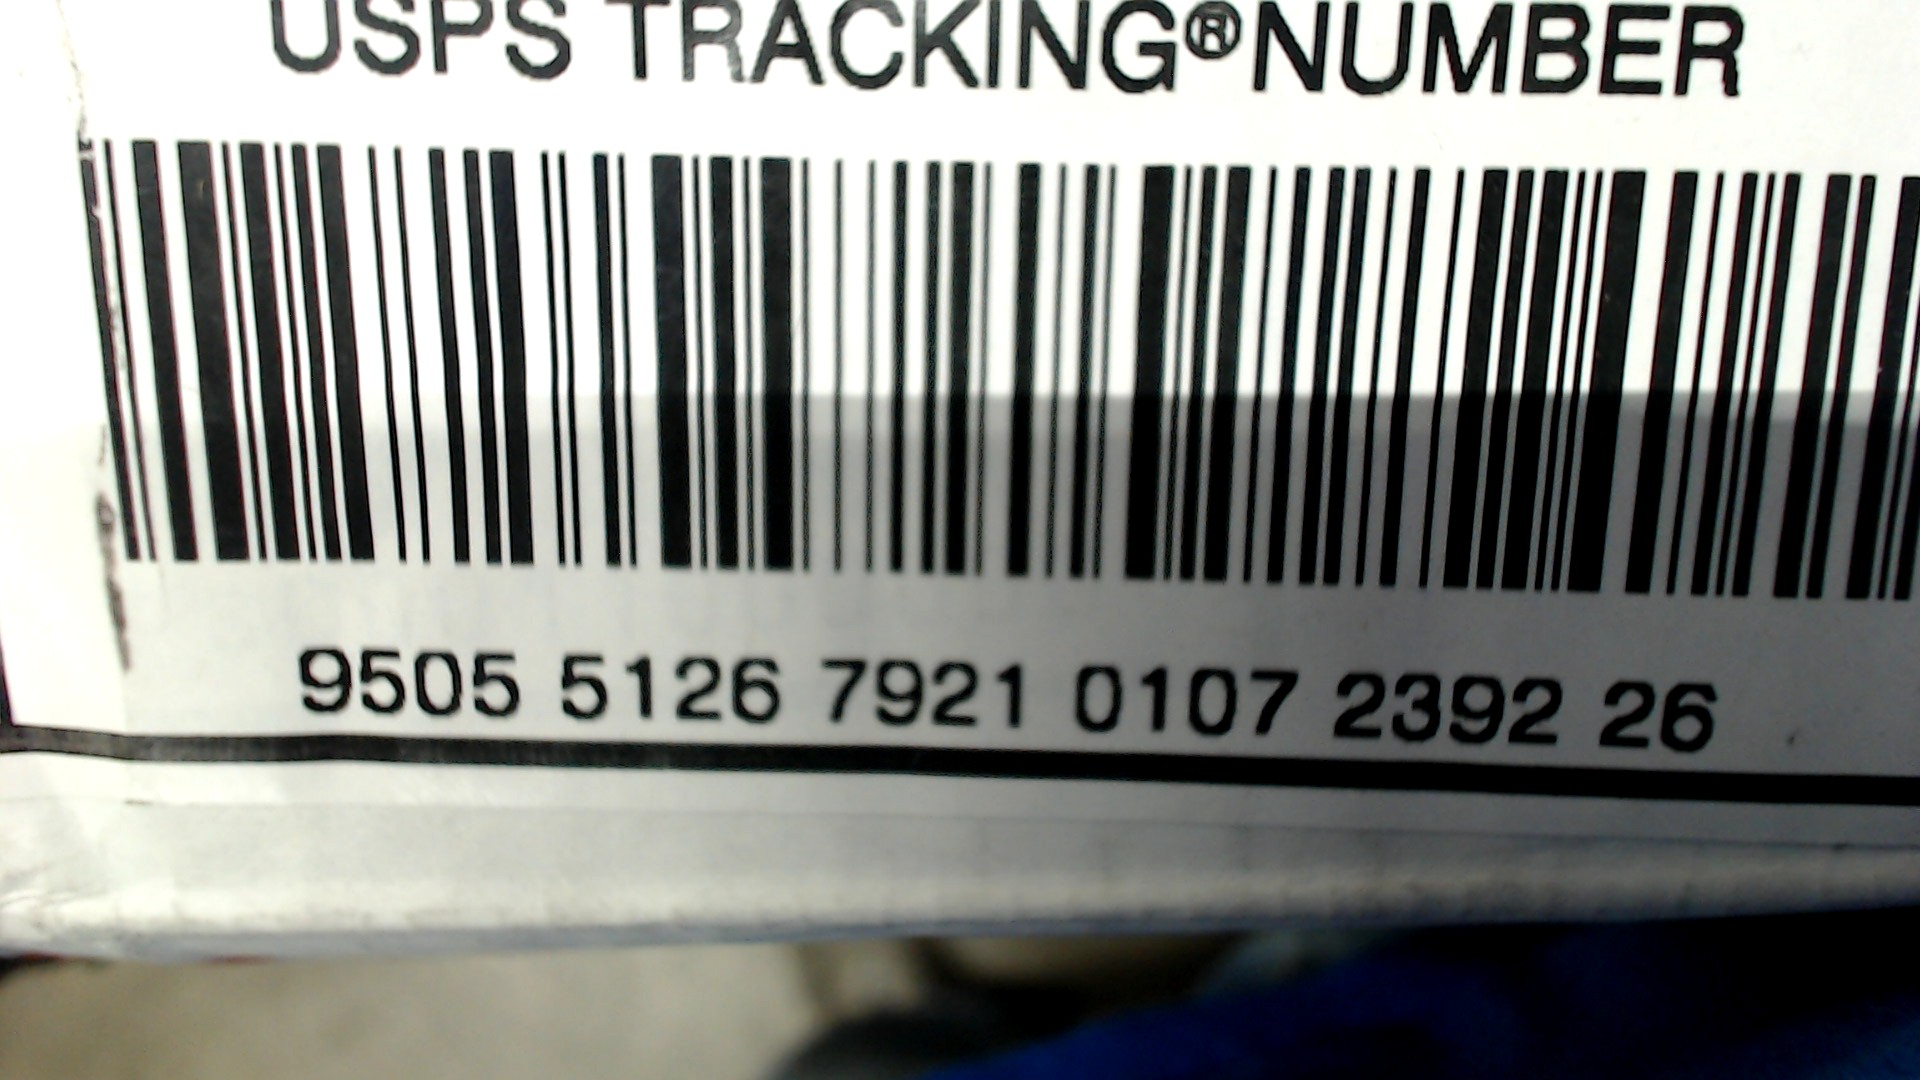 USPS TRACKING® NUMBER
9505 5126 7921 0107 2392 26